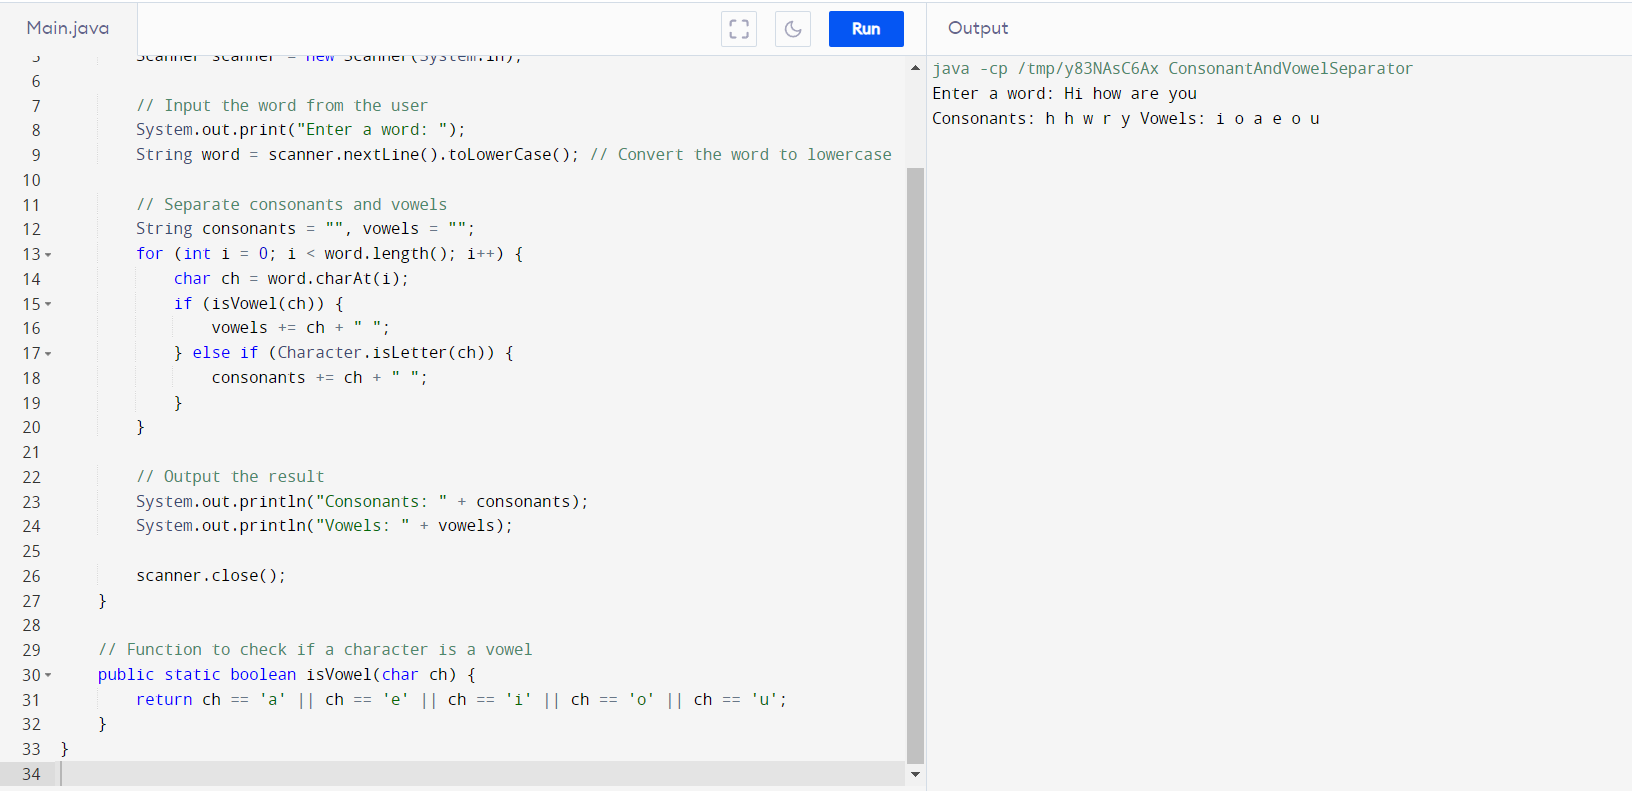 Main.java
Run
Output
5 Scanner scanner = new Scanner(System.in);
6
7 // Input the word from the user
8 System.out.print("Enter a word: ");
9 String word = scanner.nextLine().toLowerCase(); // Convert the word to lowercase
10
11 // Separate consonants and vowels
12 String consonants = "", vowels = "";
13 for (int i = 0; i < word.length(); i++) {
14 char ch = word.charAt(i);
15 if (isVowel(ch)) {
16 vowels += ch + " ";
17 } else if (Character.isLetter(ch)) {
18 consonants += ch + " ";
19 }
20 }
21
22 // Output the result
23 System.out.println("Consonants: " + consonants);
24 System.out.println("Vowels: " + vowels);
25
26 scanner.close();
27 }
28
29 // Function to check if a character is a vowel
30 public static boolean isVowel(char ch) {
31 return ch == 'a' || ch == 'e' || ch == 'i' || ch == 'o' || ch == 'u';
32 }
33 }
34
java -cp /tmp/y83NAsC6Ax ConsonantAndVowelSeparator
Enter a word: Hi how are you
Consonants: h h w r y Vowels: i o a e o u